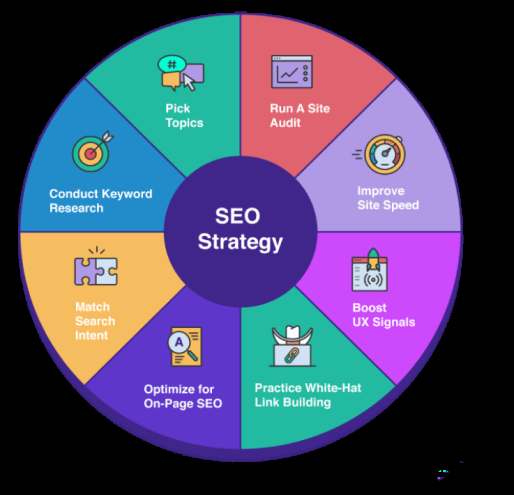 Pick
Topics
Run A Site
Audit
Conduct Keyword
Research
Improve
Site Speed
SEO
Strategy
Match
Search
Intent
Boost
UX Signals
Optimize for
On-Page SEO
Practice White-Hat
Link Building
#
A